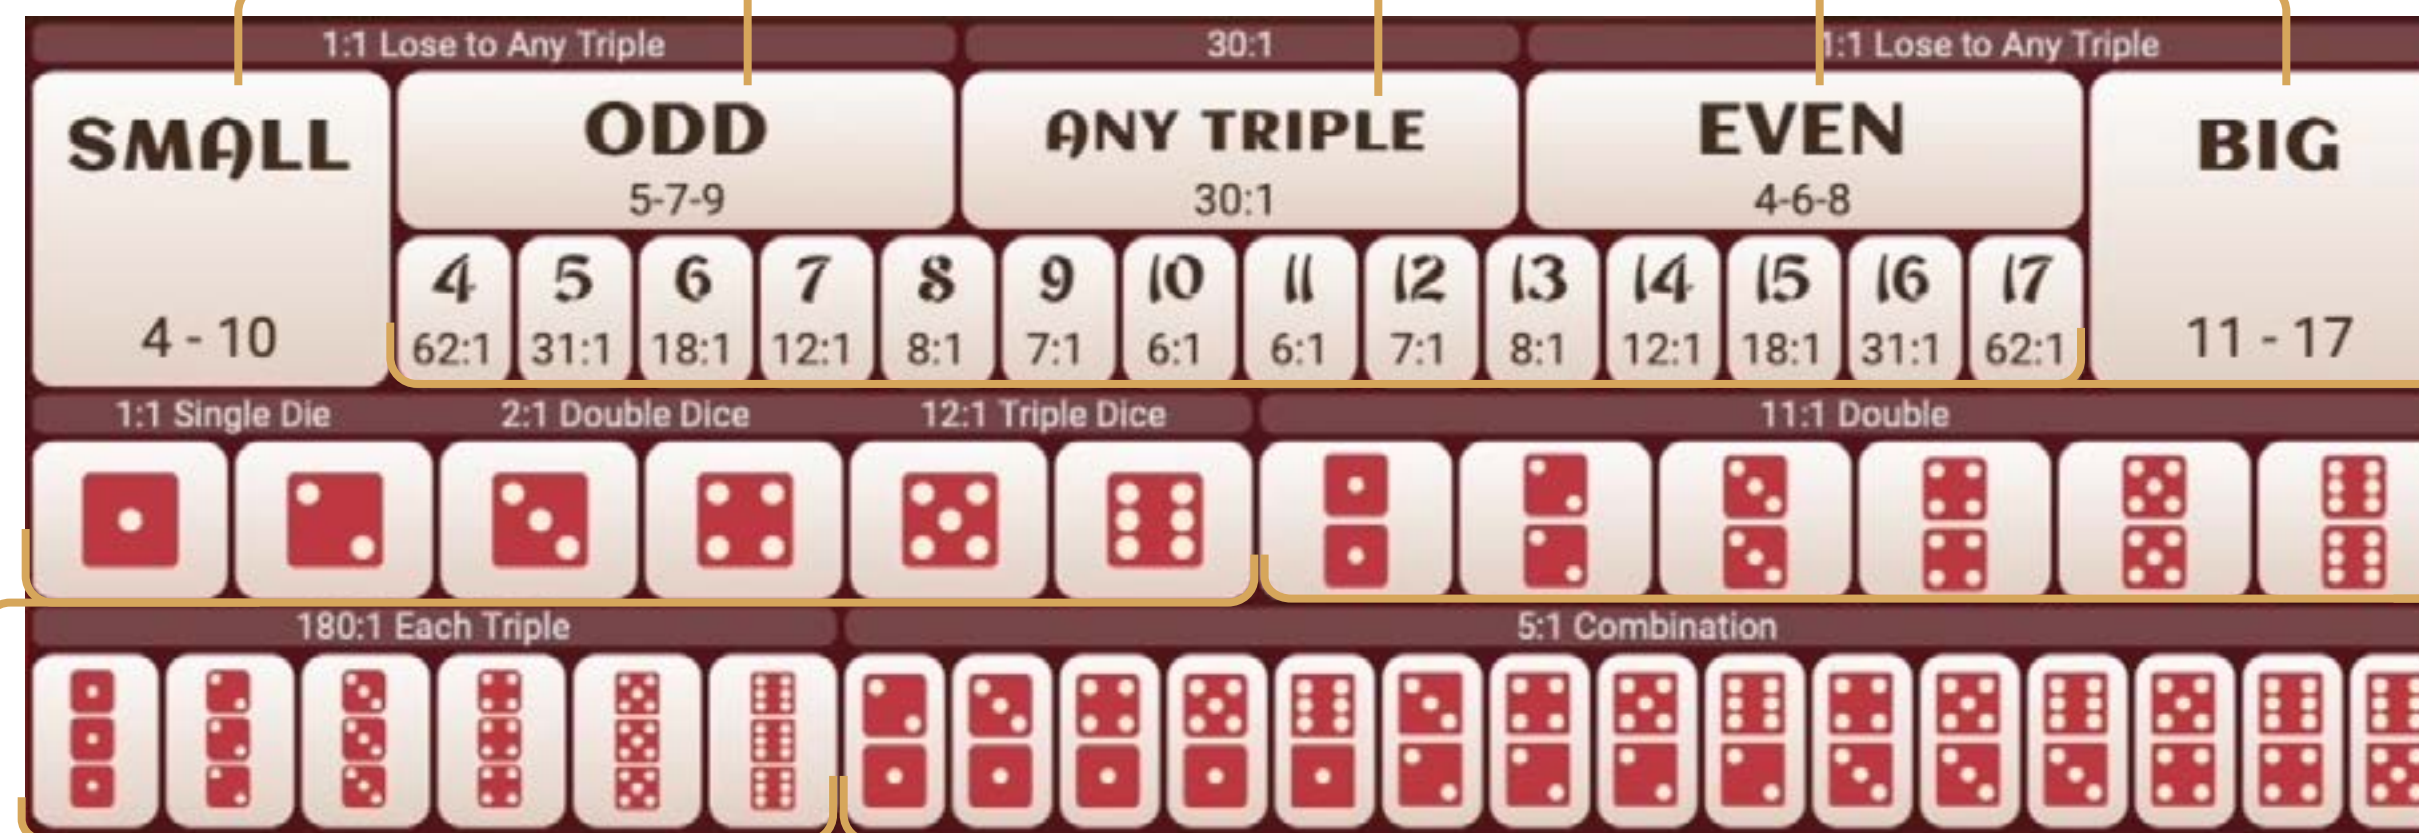 1:1 Lose to Any Triple 30:1 1:1 Lose to Any Triple
SMALL ODD ANY TRIPLE EVEN BIG
5-7-9 30:1 4-6-8
4 5 6 7 8 9 10 11 12 13 14 15 16 17
4 - 10 62:1 31:1 18:1 12:1 8:1 7:1 6:1 6:1 7:1 8:1 12:1 18:1 31:1 62:1 11 - 17
1:1 Single Die 2:1 Double Dice 12:1 Triple Dice 11:1 Double
180:1 Each Triple 5:1 Combination